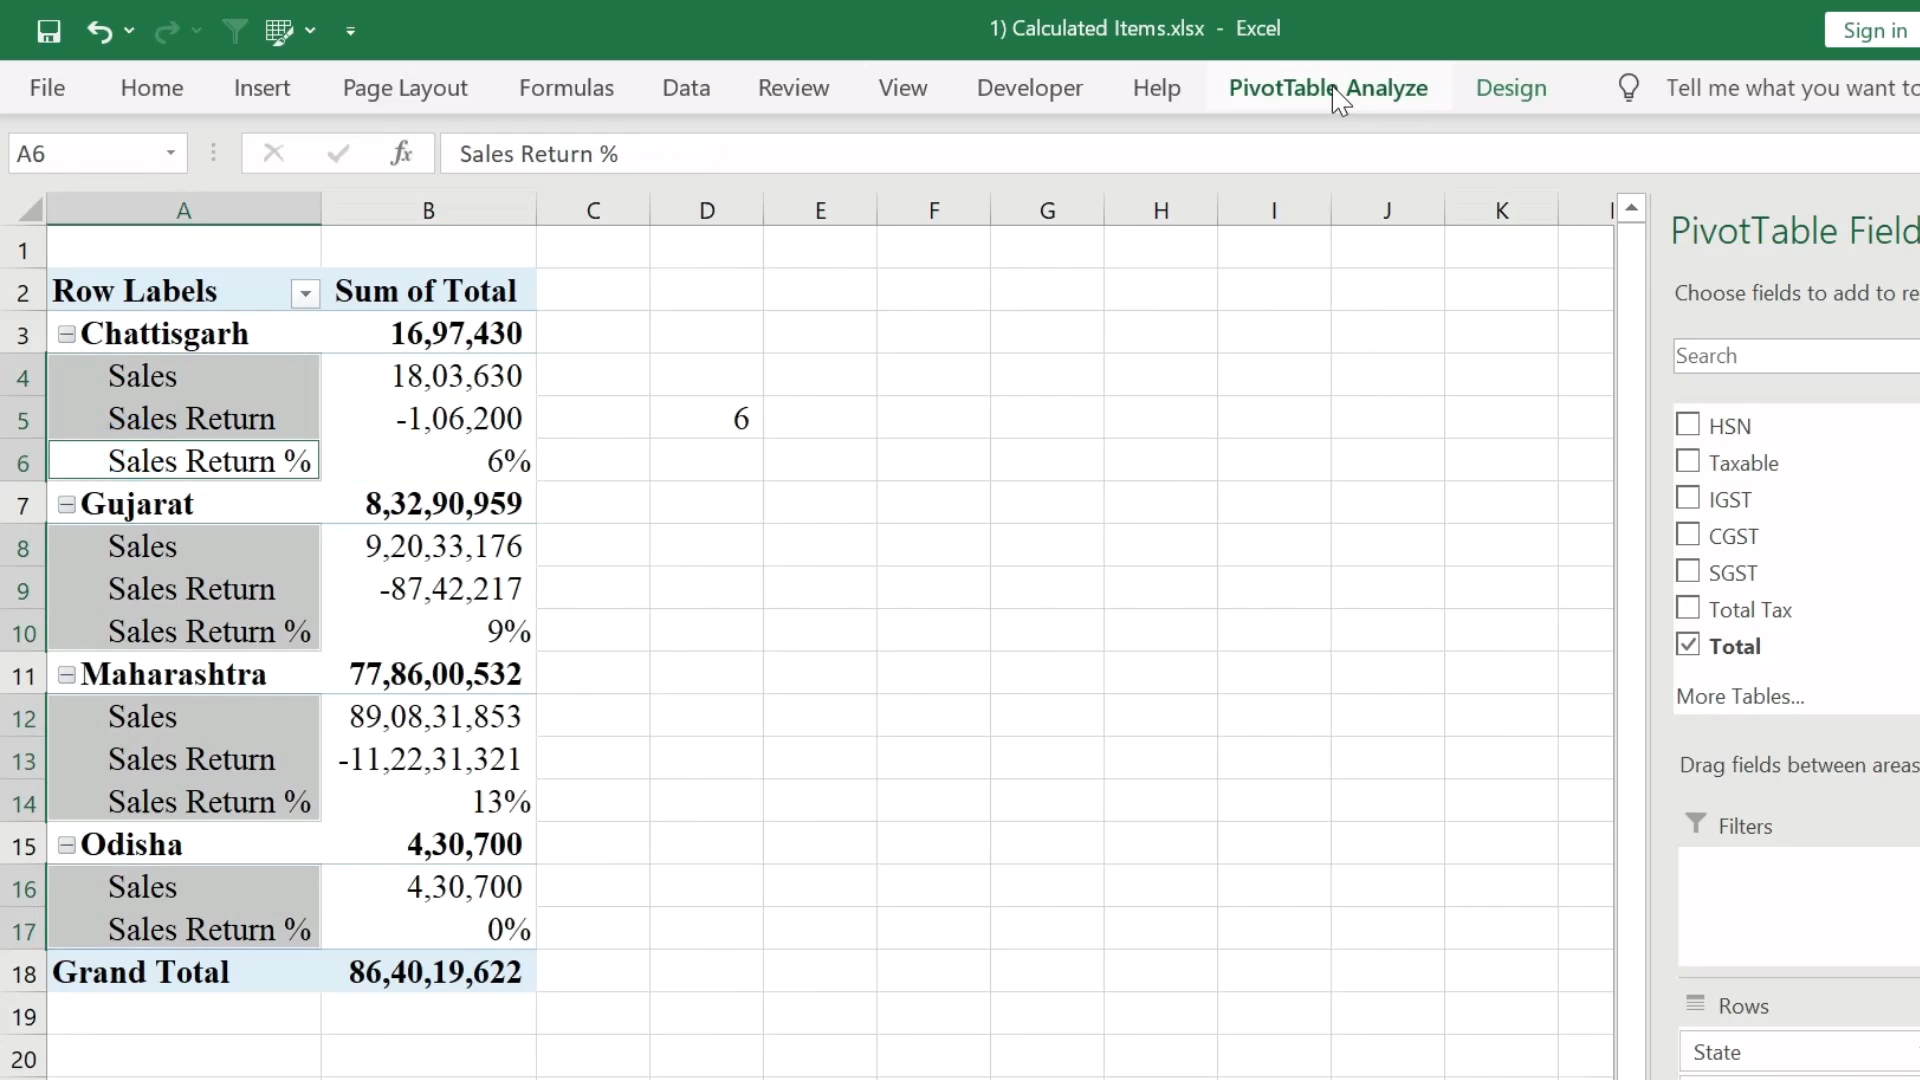 1) Calculated Items.xlsx - Excel
Sign in
File Home Insert Page Layout Formulas Data Review View Developer Help PivotTable Analyze Design Tell me what you want to
A6 fx Sales Return %
A B C D E F G H I J K
1
2 Row Labels Sum of Total
3 Chattisgarh 16,97,430
4 Sales 18,03,630
5 Sales Return -1,06,200 6
6 Sales Return % 6%
7 Gujarat 8,32,90,959
8 Sales 9,20,33,176
9 Sales Return -87,42,217
10 Sales Return % 9%
11 Maharashtra 77,86,00,532
12 Sales 89,08,31,853
13 Sales Return -11,22,31,321
14 Sales Return % 13%
15 Odisha 4,30,700
16 Sales 4,30,700
17 Sales Return % 0%
18 Grand Total 86,40,19,622
19
20
PivotTable Field
Choose fields to add to re
Search
HSN
Taxable
IGST
CGST
SGST
Total Tax
Total
More Tables...
Drag fields between areas
Filters
Rows
State